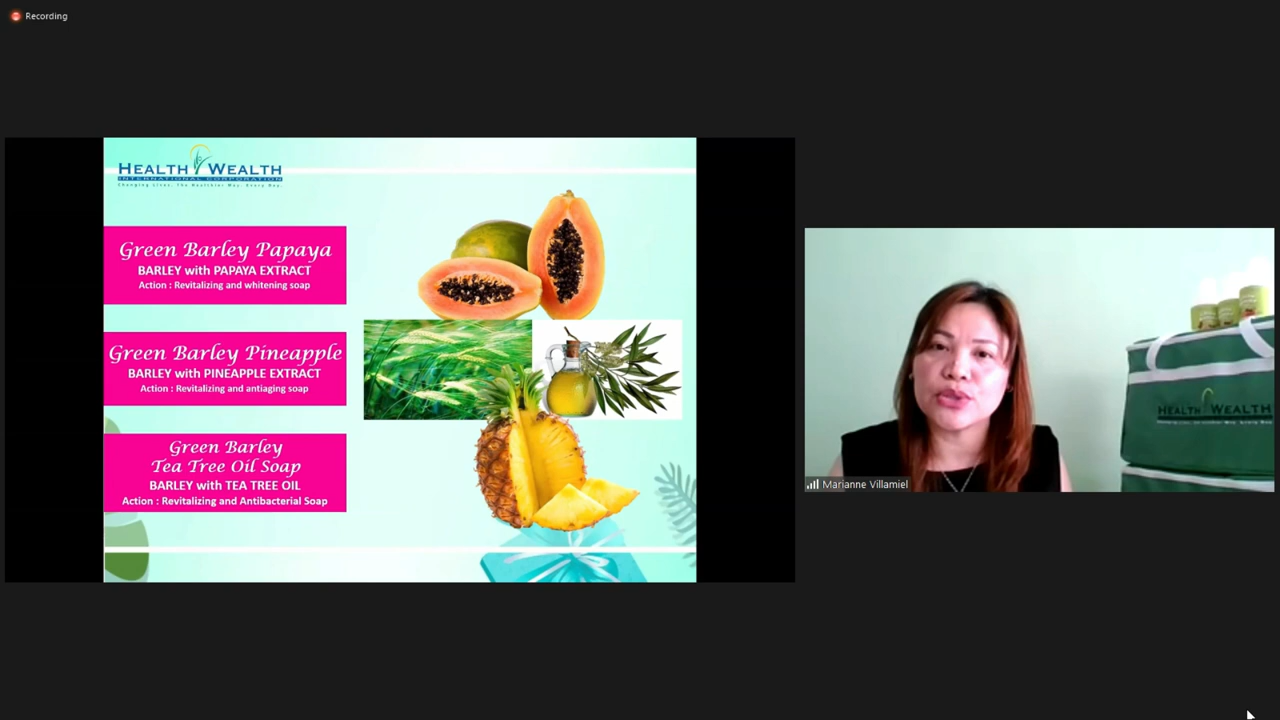 Recording
HEALTH WEALTH
INTERNATIONAL CORPORATION
Changing Lives. The Healthier Way. Every Day.
Green Barley Papaya
BARLEY with PAPAYA EXTRACT
Action : Revitalizing and whitening soap
Green Barley Pineapple
BARLEY with PINEAPPLE EXTRACT
Action : Revitalizing and antiaging soap
Green Barley
Tea Tree Oil Soap
BARLEY with TEA TREE OIL
Action : Revitalizing and Antibacterial Soap
HEALTH WEALTH
Marianne Villamiel